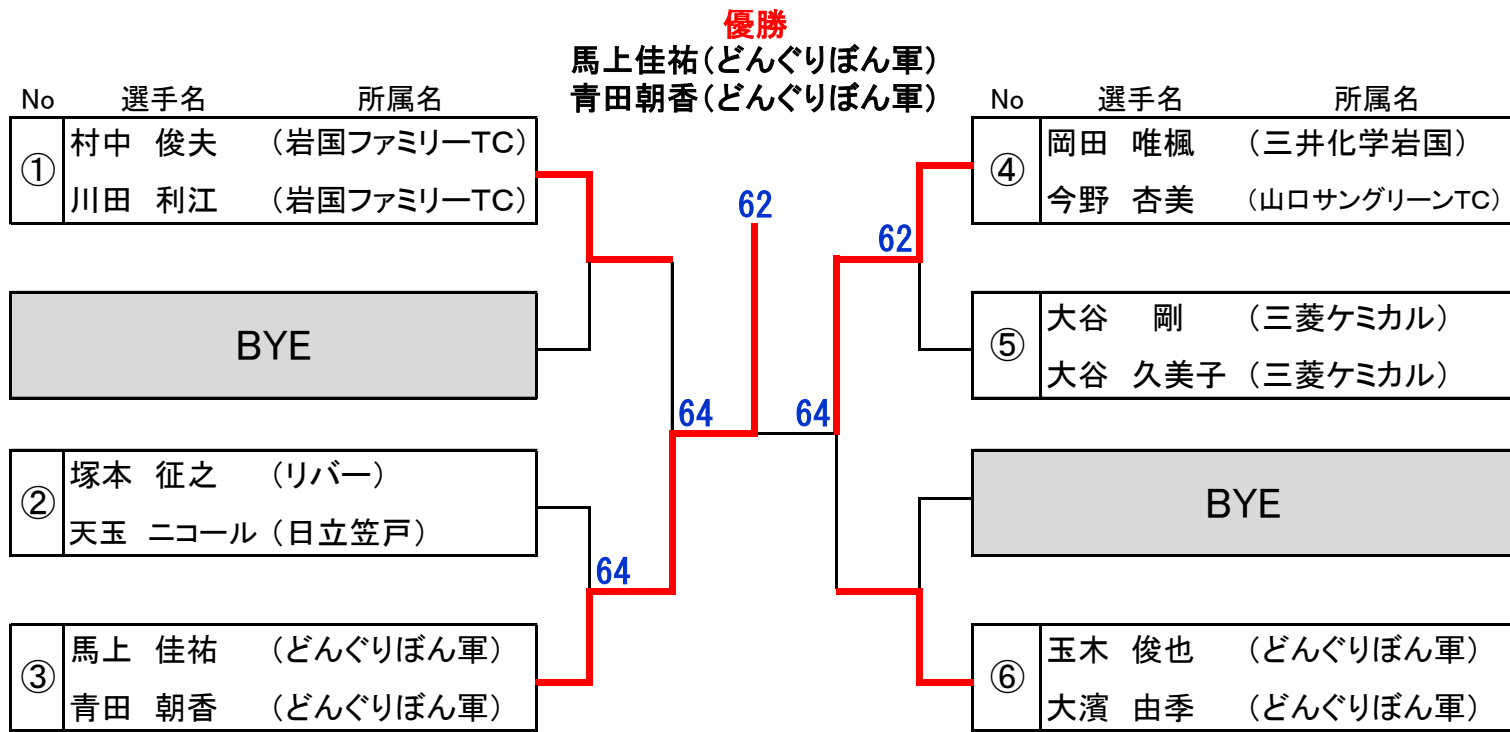 優勝
馬上佳祐(どんぐりぼん軍)
青田朝香(どんぐりぼん軍)
No 選手名 所属名
① 村中 俊夫 (岩国ファミリーTC)
川田 利江 (岩国ファミリーTC)
BYE
② 塚本 征之 (リバー)
天玉 ニコール (日立笠戸)
③ 馬上 佳祐 (どんぐりぼん軍)
青田 朝香 (どんぐりぼん軍)
64
64
62
64
62
No 選手名 所属名
④ 岡田 唯楓 (三井化学岩国)
今野 杏美 (山口サングリーンTC)
⑤ 大谷 剛 (三菱ケミカル)
大谷 久美子 (三菱ケミカル)
BYE
⑥ 玉木 俊也 (どんぐりぼん軍)
大濱 由季 (どんぐりぼん軍)